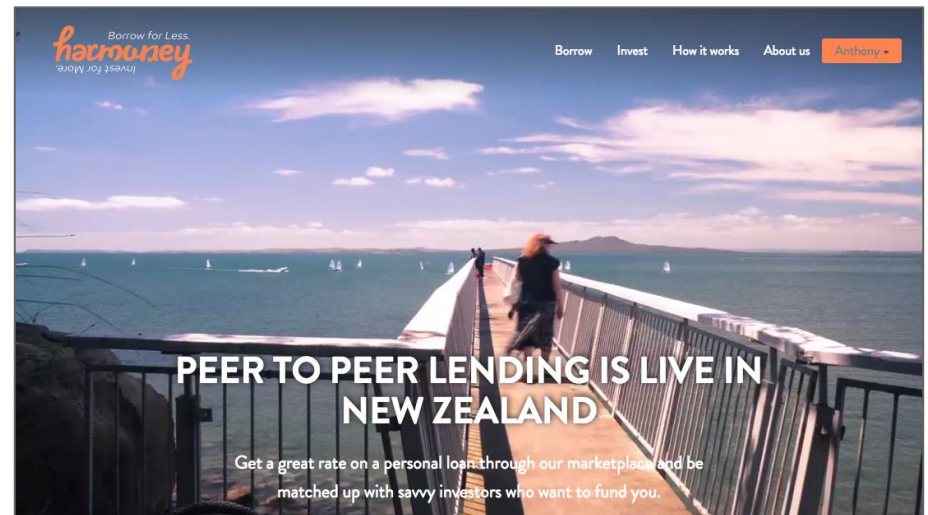 Borrow for Less.
harmoney
Invest for More.
Borrow Invest How it works About us Anthony
PEER TO PEER LENDING IS LIVE IN
NEW ZEALAND
Get a great rate on a personal loan through our marketplace and be
matched up with savvy investors who want to fund you.